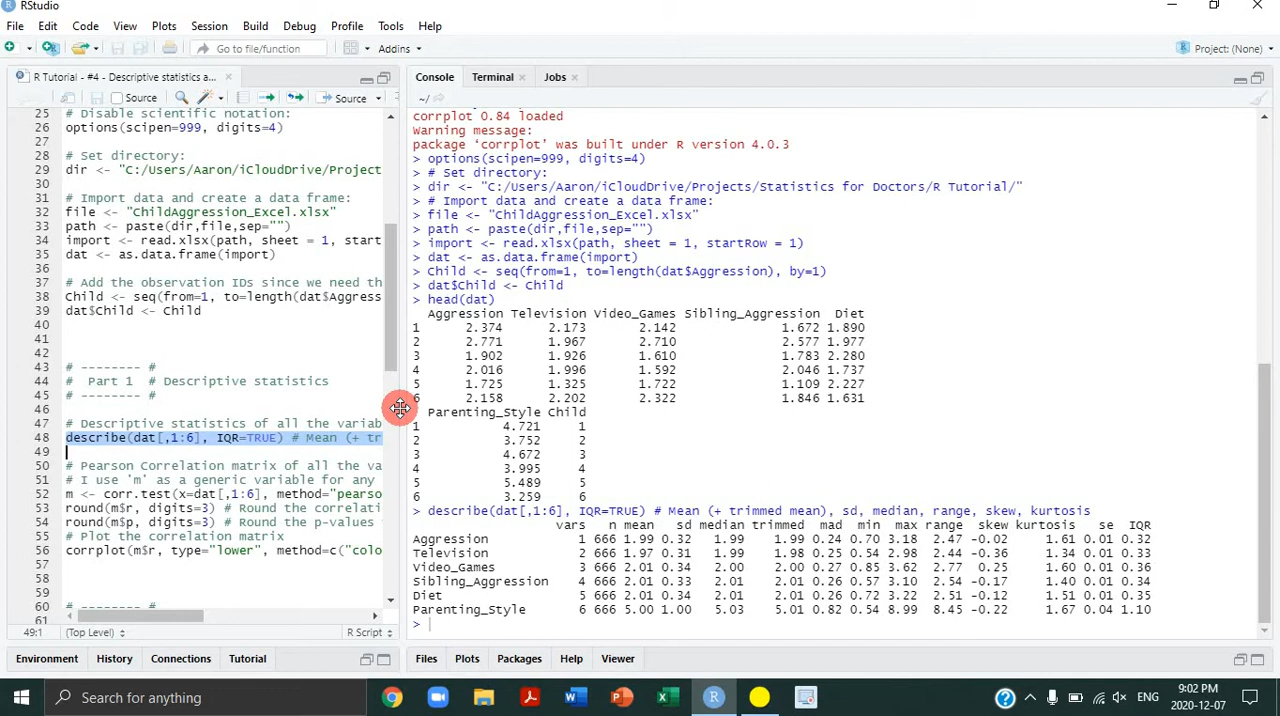 RStudio
File Edit Code View Plots Session Build Debug Profile Tools Help
Go to file/function Addins Project: (None)
R Tutorial - #4 - Descriptive statistics a...
Source Source
25 # Disable scientific notation:
26 options(scipen=999, digits=4)
27
28 # Set directory:
29 dir <- "C:/Users/Aaron/iCloudDrive/Project
30
31 # Import data and create a data frame:
32 file <- "ChildAggression_Excel.xlsx"
33 path <- paste(dir,file,sep="")
34 import <- read.xlsx(path, sheet = 1, start
35 dat <- as.data.frame(import)
36
37 # Add the observation IDs since we need th
38 Child <- seq(from=1, to=length(dat$Aggress
39 dat$Child <- Child
40
41
42
43 # -------- #
44 #  Part 1  # Descriptive statistics
45 # -------- #
46
47 # Descriptive statistics of all the variab
48 describe(dat[,1:6], IQR=TRUE) # Mean (+ tr
49
50 # Pearson Correlation matrix of all the va
51 # I use 'm' as a generic variable for any
52 m <- corr.test(x=dat[,1:6], method="pearso
53 round(m$r, digits=3) # Round the correlati
54 round(m$p, digits=3) # Round the p-values
55 # Plot the correlation matrix
56 corrplot(m$r, type="lower", method=c("colo
57
58
59
60 # -------- #
61
49:1 (Top Level) R Script
Environment History Connections Tutorial
Console Terminal Jobs
~/
corrplot 0.84 loaded
Warning message:
package ‘corrplot’ was built under R version 4.0.3
> options(scipen=999, digits=4)
> # Set directory:
> dir <- "C:/Users/Aaron/iCloudDrive/Projects/Statistics for Doctors/R Tutorial/"
> # Import data and create a data frame:
> file <- "ChildAggression_Excel.xlsx"
> path <- paste(dir,file,sep="")
> import <- read.xlsx(path, sheet = 1, startRow = 1)
> dat <- as.data.frame(import)
> Child <- seq(from=1, to=length(dat$Aggression), by=1)
> dat$Child <- Child
> head(dat)
Aggression Television Video_Games Sibling_Aggression Diet
1 2.374 2.173 2.142 1.672 1.890
2 2.771 1.967 2.710 2.577 1.977
3 1.902 1.926 1.610 1.783 2.280
4 2.016 1.996 1.592 2.046 1.737
5 1.725 1.325 1.722 1.109 2.227
6 2.158 2.202 2.322 1.846 1.631
Parenting_Style Child
1 4.721 1
2 3.752 2
3 4.672 3
4 3.995 4
5 5.489 5
6 3.259 6
> describe(dat[,1:6], IQR=TRUE) # Mean (+ trimmed mean), sd, median, range, skew, kurtosis
vars n mean sd median trimmed mad min max range skew kurtosis se IQR
Aggression 1 666 1.99 0.32 1.99 1.99 0.24 0.70 3.18 2.47 -0.02 1.61 0.01 0.32
Television 2 666 1.97 0.31 1.99 1.98 0.25 0.54 2.98 2.44 -0.36 1.34 0.01 0.33
Video_Games 3 666 2.01 0.34 2.00 2.00 0.27 0.85 3.62 2.77 0.25 1.60 0.01 0.36
Sibling_Aggression 4 666 2.01 0.33 2.01 2.01 0.26 0.57 3.10 2.54 -0.17 1.40 0.01 0.34
Diet 5 666 2.01 0.34 2.01 2.01 0.26 0.72 3.22 2.51 -0.12 1.51 0.01 0.35
Parenting_Style 6 666 5.00 1.00 5.03 5.01 0.82 0.54 8.99 8.45 -0.22 1.67 0.04 1.10
>
Files Plots Packages Help Viewer
Search for anything
ENG
9:02 PM
2020-12-07